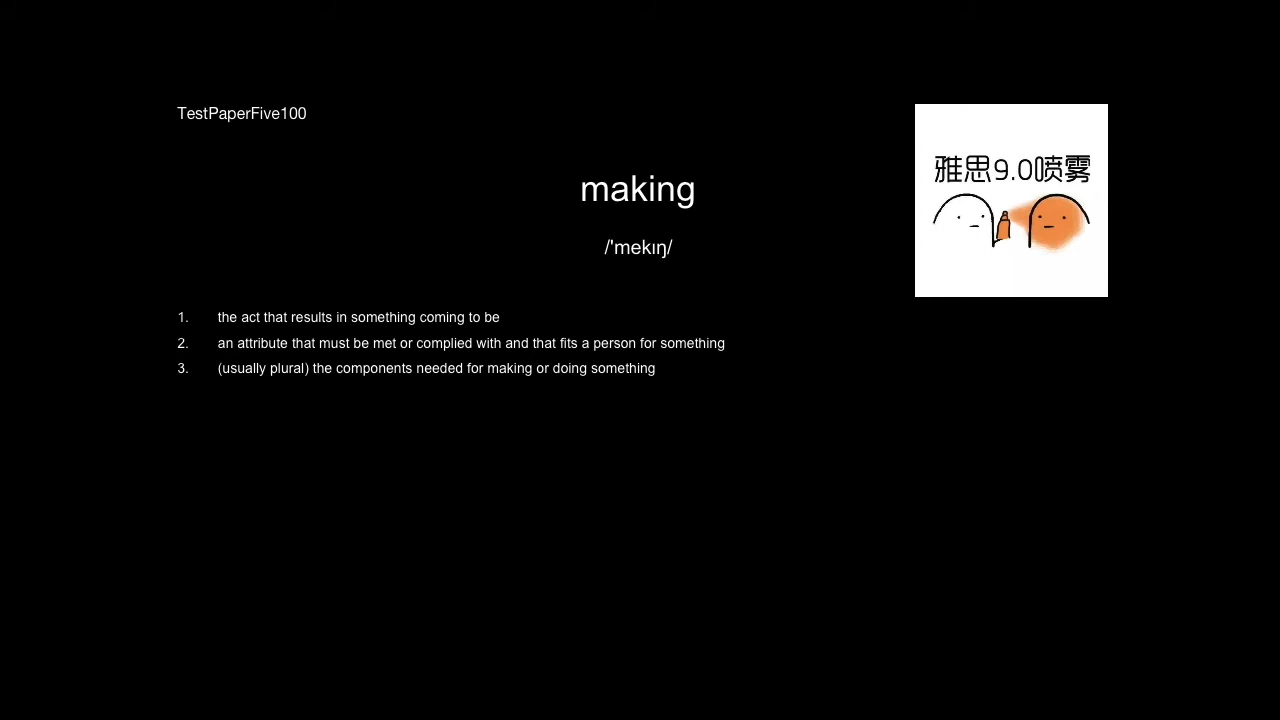 TestPaperFive100
雅思9.0喷雾
making
/'mekıŋ/
1. the act that results in something coming to be
2. an attribute that must be met or complied with and that fits a person for something
3. (usually plural) the components needed for making or doing something